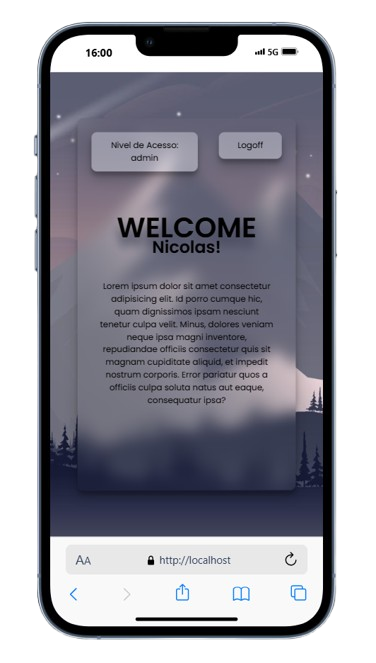 16:00
5G
Nivel de Acesso:
admin
Logoff
WELCOME
Nicolas!
Lorem ipsum dolor sit amet consectetur
adipisicing elit. Id porro cumque hic,
quam dignissimos ipsam nesciunt
tenetur culpa velit. Minus, dolores veniam
neque ipsa magni inventore,
repudiandae officiis consectetur quis sit
magnam cupiditate aliquid, et impedit
nostrum corporis. Error pariatur quos a
officiis culpa soluta natus aut eaque,
consequatur ipsa?
AA
http://localhost